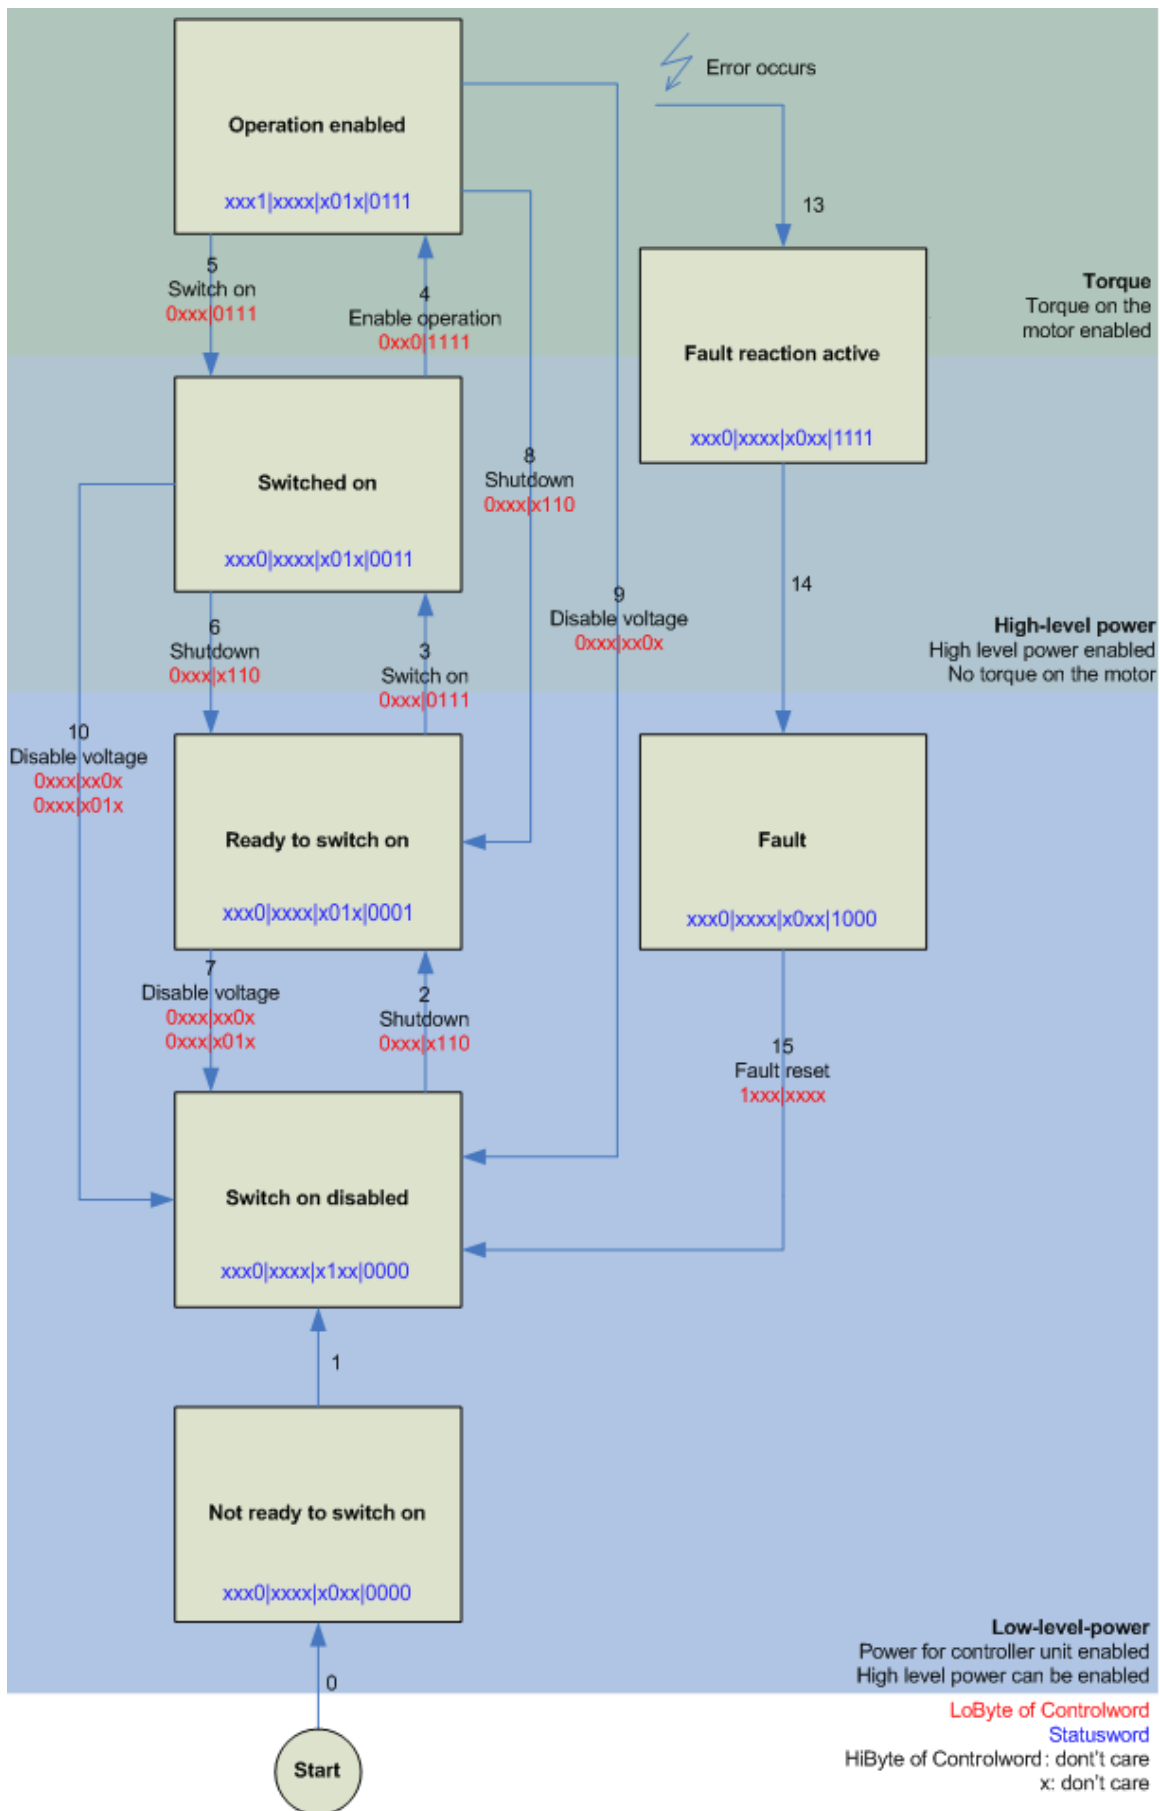 Operation enabled
xxx1|xxxx|x01x|0111
Error occurs
13
5
Switch on
0xxx|0111
4
Enable operation
0xx0|1111
Torque
Torque on the
motor enabled
Fault reaction active
xxx0|xxxx|x0xx|1111
Switched on
xxx0|xxxx|x01x|0011
8
Shutdown
0xxx|x110
14
9
Disable voltage
0xxx|xx0x
High-level power
High level power enabled
No torque on the motor
6
Shutdown
0xxx|x110
3
Switch on
0xxx|0111
10
Disable voltage
0xxx|xx0x
0xxx|x01x
Ready to switch on
xxx0|xxxx|x01x|0001
Fault
xxx0|xxxx|x0xx|1000
7
Disable voltage
0xxx|xx0x
0xxx|x01x
2
Shutdown
0xxx|x110
15
Fault reset
1xxx|xxxx
Switch on disabled
xxx0|xxxx|x1xx|0000
1
Not ready to switch on
xxx0|xxxx|x0xx|0000
0
Start
Low-level-power
Power for controller unit enabled
High level power can be enabled
LoByte of Controlword
Statusword
HiByte of Controlword: dont't care
x: don't care